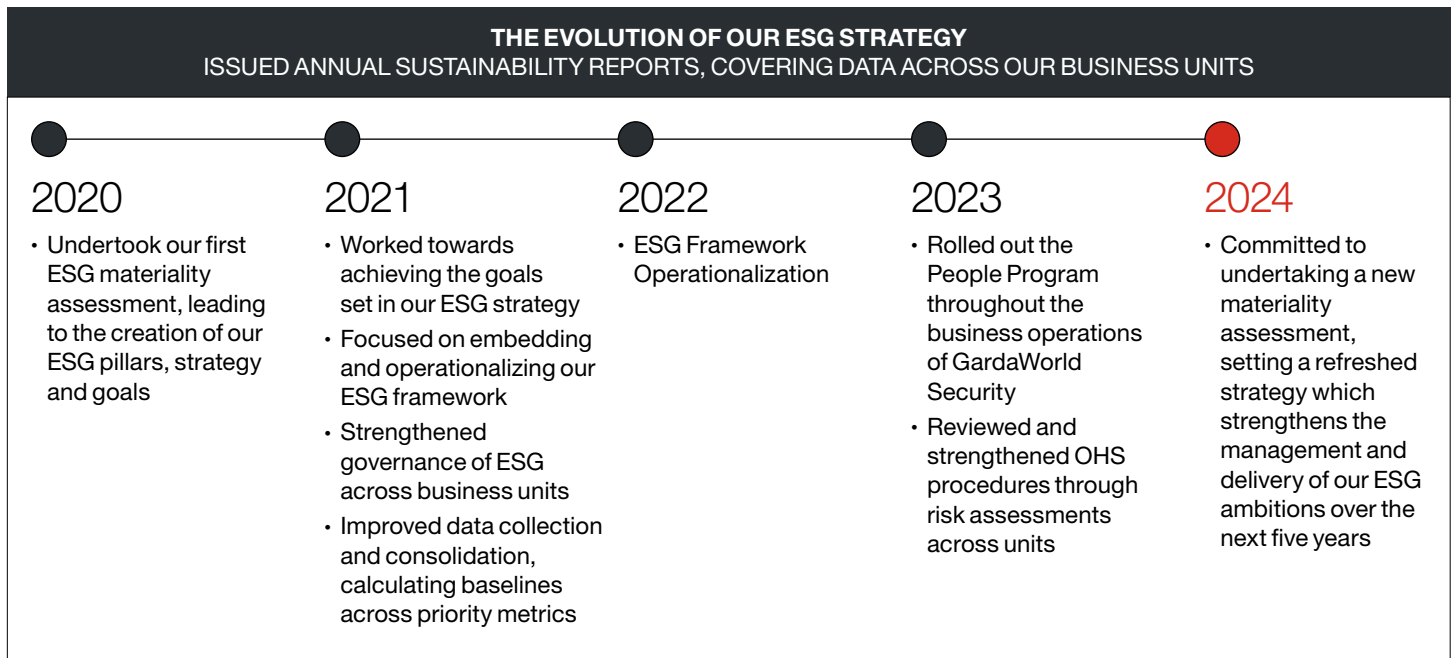 THE EVOLUTION OF OUR ESG STRATEGY
ISSUED ANNUAL SUSTAINABILITY REPORTS, COVERING DATA ACROSS OUR BUSINESS UNITS
2020
• Undertook our first
ESG materiality
assessment, leading
to the creation of our
ESG pillars, strategy
and goals
2021
• Worked towards
achieving the goals
set in our ESG strategy
• Focused on embedding
and operationalizing our
ESG framework
• Strengthened
governance of ESG
across business units
• Improved data collection
and consolidation,
calculating baselines
across priority metrics
2022
• ESG Framework
Operationalization
2023
• Rolled out the
People Program
throughout the
business operations
of GardaWorld
Security
• Reviewed and
strengthened OHS
procedures through
risk assessments
across units
2024
• Committed to
undertaking a new
materiality
assessment,
setting a refreshed
strategy which
strengthens the
management and
delivery of our ESG
ambitions over the
next five years